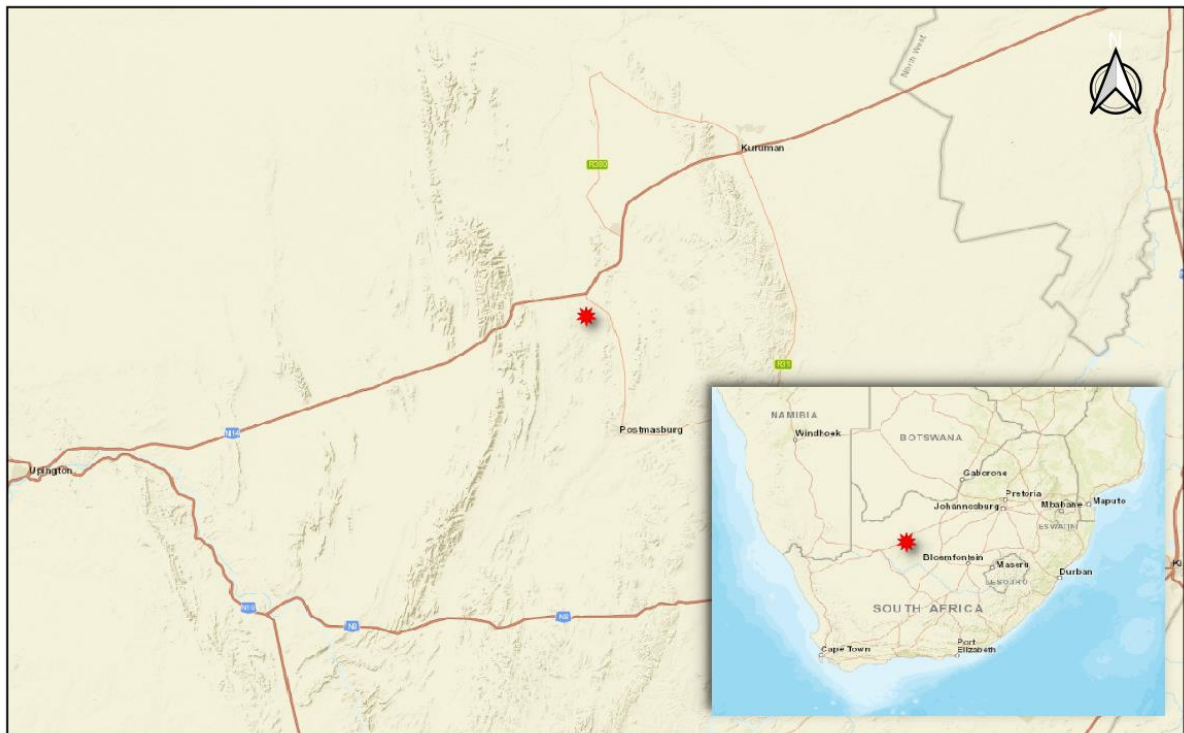 N
North West
Kuruman
R380
R31
N14
Postmasburg
Upington
N10
N8
N8
NAMIBIA
Windhoek
BOTSWANA
Gaborone
Pretoria
Johannesburg
Mbabane
Maputo
ESWATINI
Bloemfontein
Maseru
LESOTHO
Durban
SOUTH AFRICA
Cape Town
Port
Elizabeth
Ki